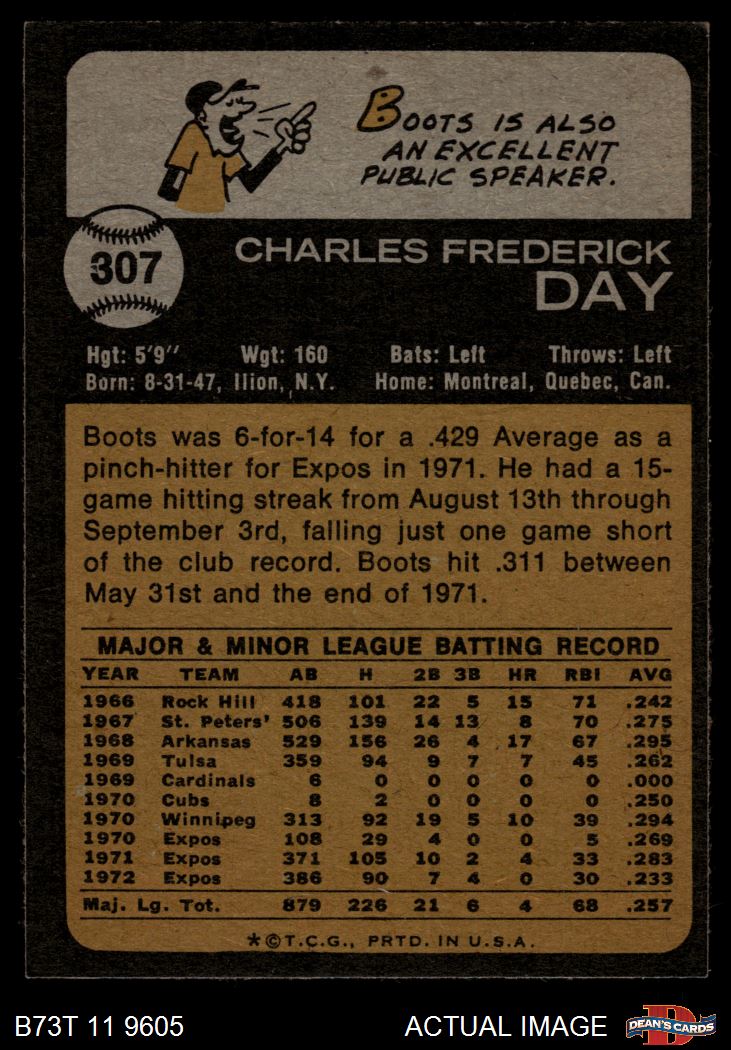 BOOTS IS ALSO
AN EXCELLENT
PUBLIC SPEAKER.
307
CHARLES FREDERICK
DAY
Hgt: 5'9" Wgt: 160 Bats: Left Throws: Left
Born: 8-31-47, Ilion, N.Y. Home: Montreal, Quebec, Can.
Boots was 6-for-14 for a .429 Average as a
pinch-hitter for Expos in 1971. He had a 15-
game hitting streak from August 13th through
September 3rd, falling just one game short
of the club record. Boots hit .311 between
May 31st and the end of 1971.
MAJOR & MINOR LEAGUE BATTING RECORD
YEAR TEAM AB H 2B 3B HR RBI AVG
1966 Rock Hill 418 101 22 5 15 71 .242
1967 St. Peters' 506 139 14 13 8 70 .275
1968 Arkansas 529 156 26 4 17 67 .295
1969 Tulsa 359 94 9 7 7 45 .262
1969 Cardinals 6 0 0 0 0 0 .000
1970 Cubs 8 2 0 0 0 0 .250
1970 Winnipeg 313 92 19 5 10 39 .294
1970 Expos 108 29 4 0 0 5 .269
1971 Expos 371 105 10 2 4 33 .283
1972 Expos 386 90 7 4 0 30 .233
Maj. Lg. Tot. 879 226 21 6 4 68 .257
*©T.C.G., PRTD. IN U.S.A.
B73T 11 9605 ACTUAL IMAGE DEAN'S CARDS